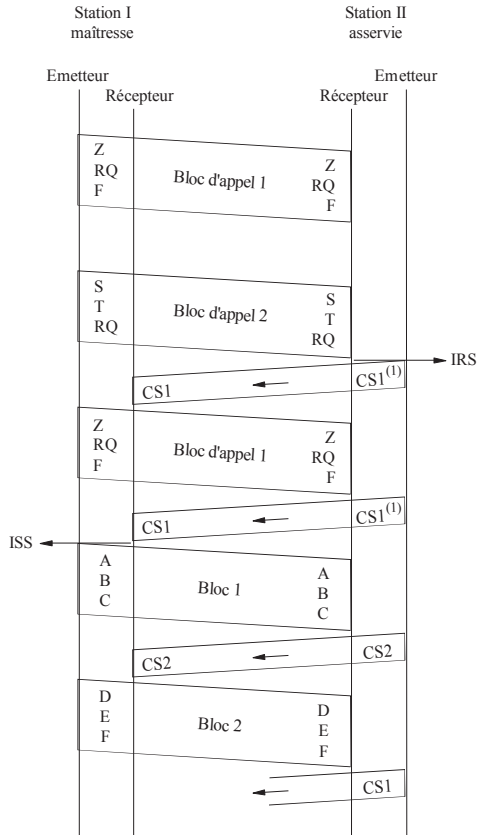 Station I
maîtresse
Station II
asservie
Emetteur
Récepteur
Récepteur
Emetteur
Z
RQ
F
Bloc d'appel 1
Z
RQ
F
S
T
RQ
Bloc d'appel 2
S
T
RQ
IRS
CS1
CS1(1)
Z
RQ
F
Bloc d'appel 1
Z
RQ
F
CS1
CS1(1)
ISS
A
B
C
Bloc 1
A
B
C
CS2
CS2
D
E
F
Bloc 2
D
E
F
CS1